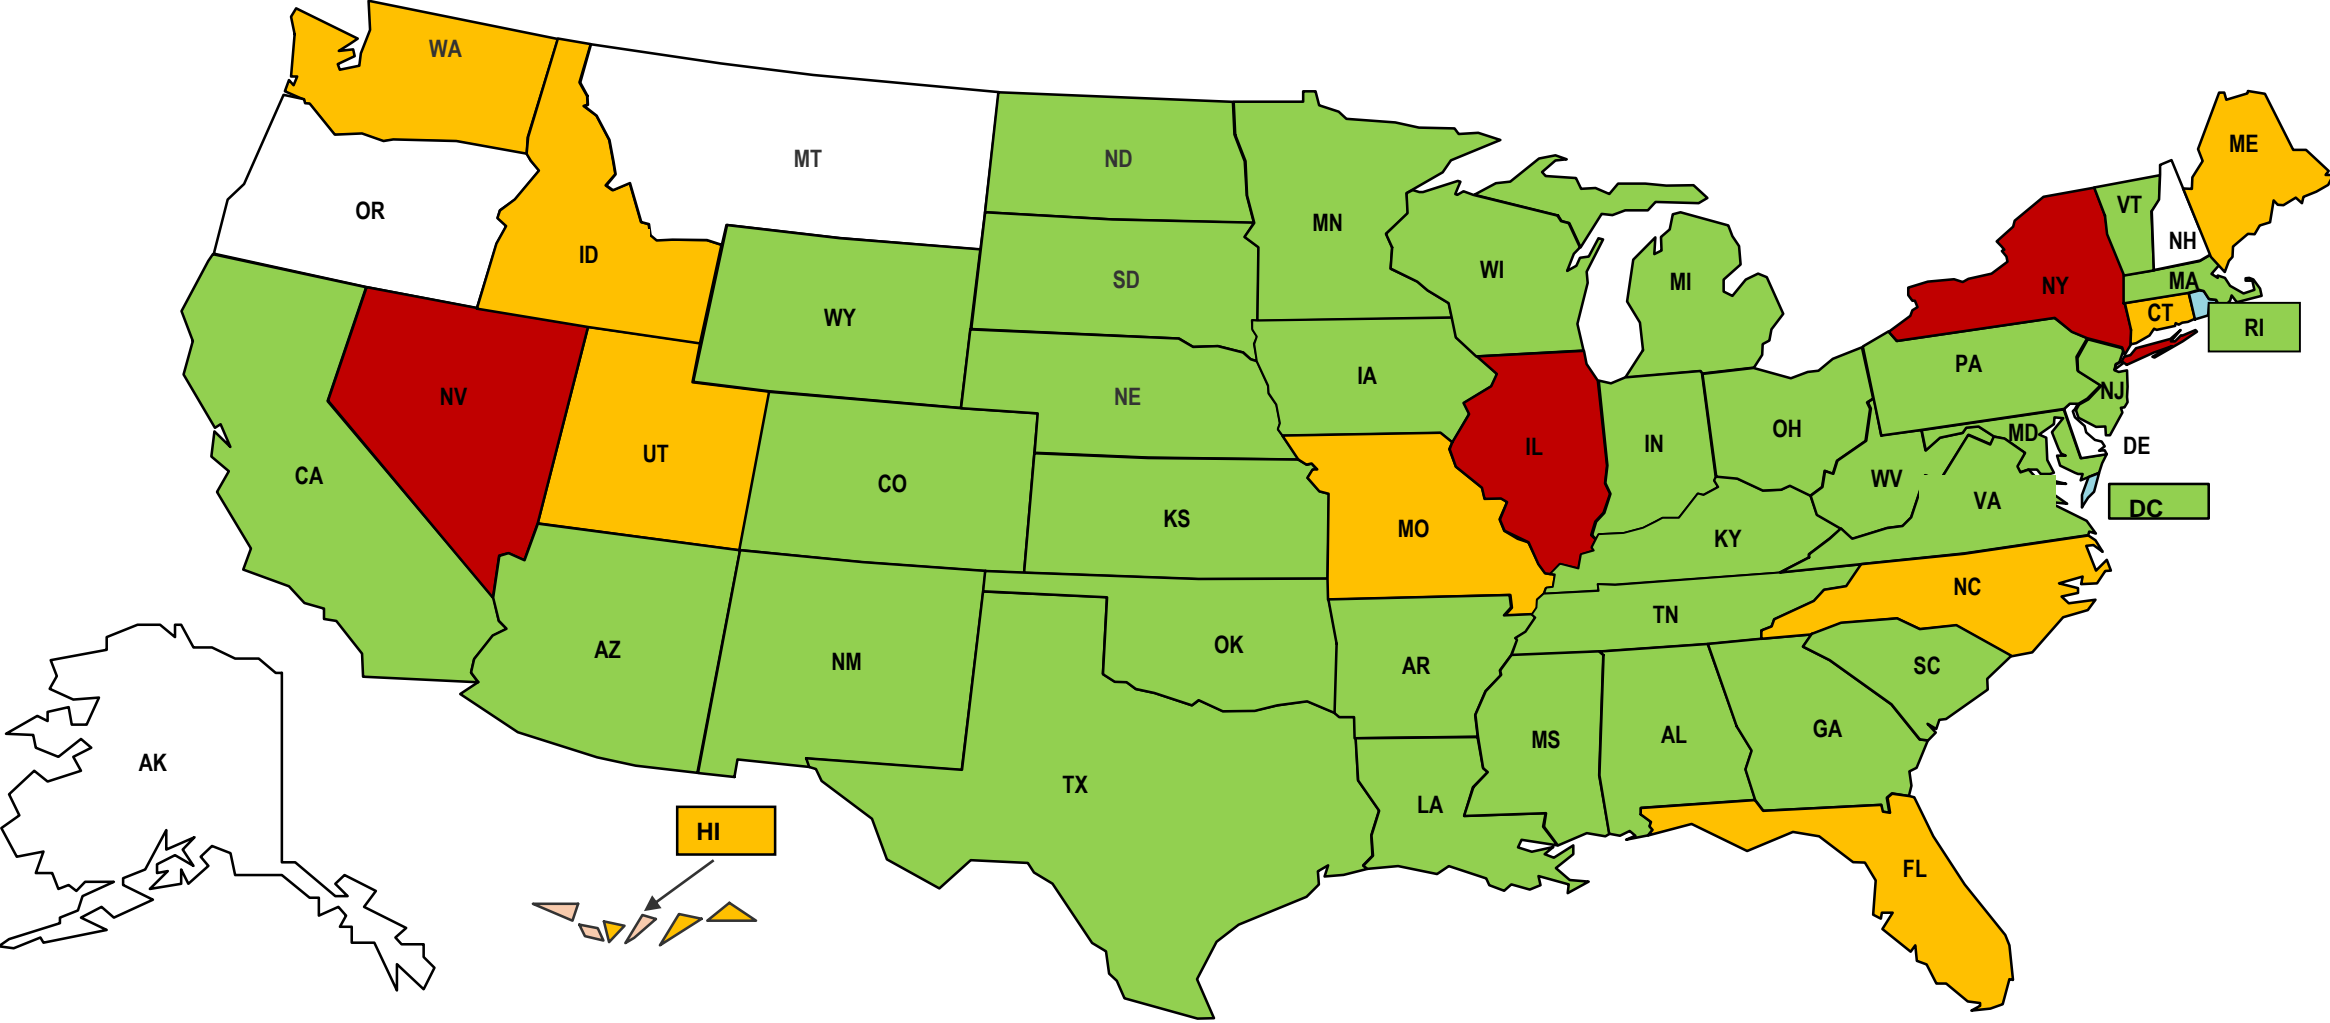 WA
ME
MT
ND
VT
OR
MN
NH
ID
WI
SD
MI
MA
NY
CT
WY
RI
PA
IA
NE
NV
NJ
OH
MD
IN
IL
DE
UT
CA
WV
CO
VA
DC
KS
MO
KY
NC
TN
OK
AZ
NM
AR
SC
GA
AL
MS
AK
TX
LA
HI
FL